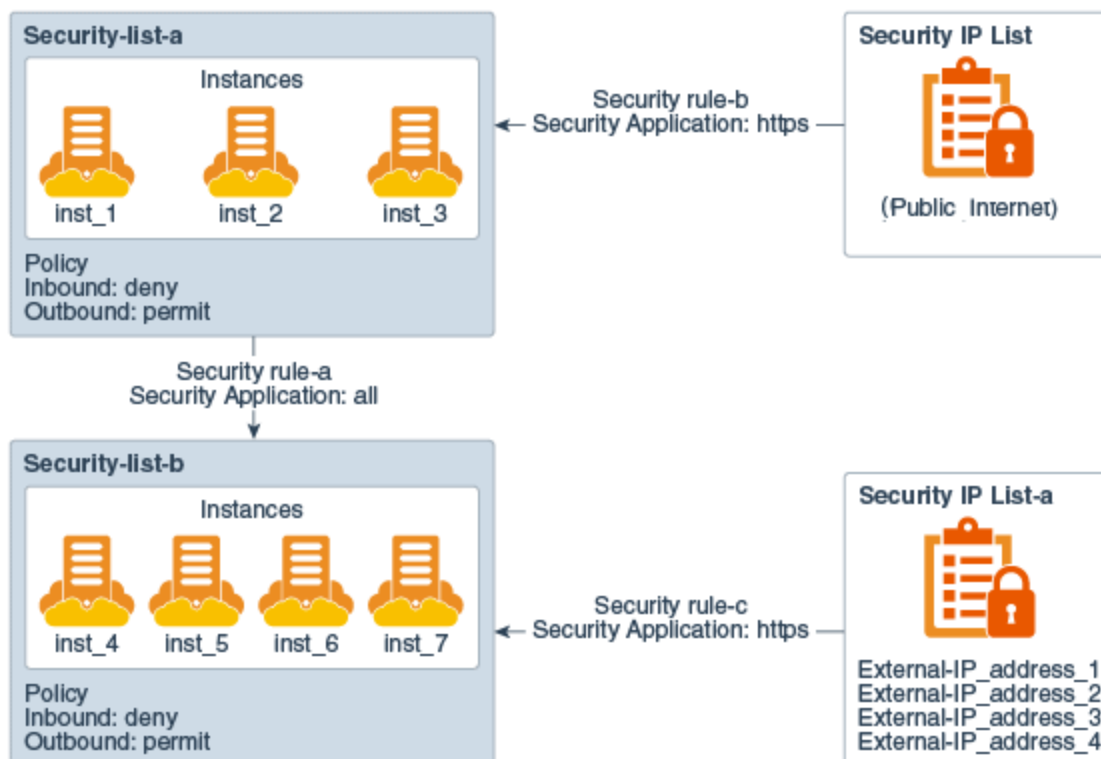 Security-list-a
Instances
inst_1 inst_2 inst_3
Policy
Inbound: deny
Outbound: permit
Security rule-b
Security Application: https
Security IP List
(Public Internet)
Security rule-a
Security Application: all
Security-list-b
Instances
inst_4 inst_5 inst_6 inst_7
Policy
Inbound: deny
Outbound: permit
Security rule-c
Security Application: https
Security IP List-a
External-IP_address_1
External-IP_address_2
External-IP_address_3
External-IP_address_4